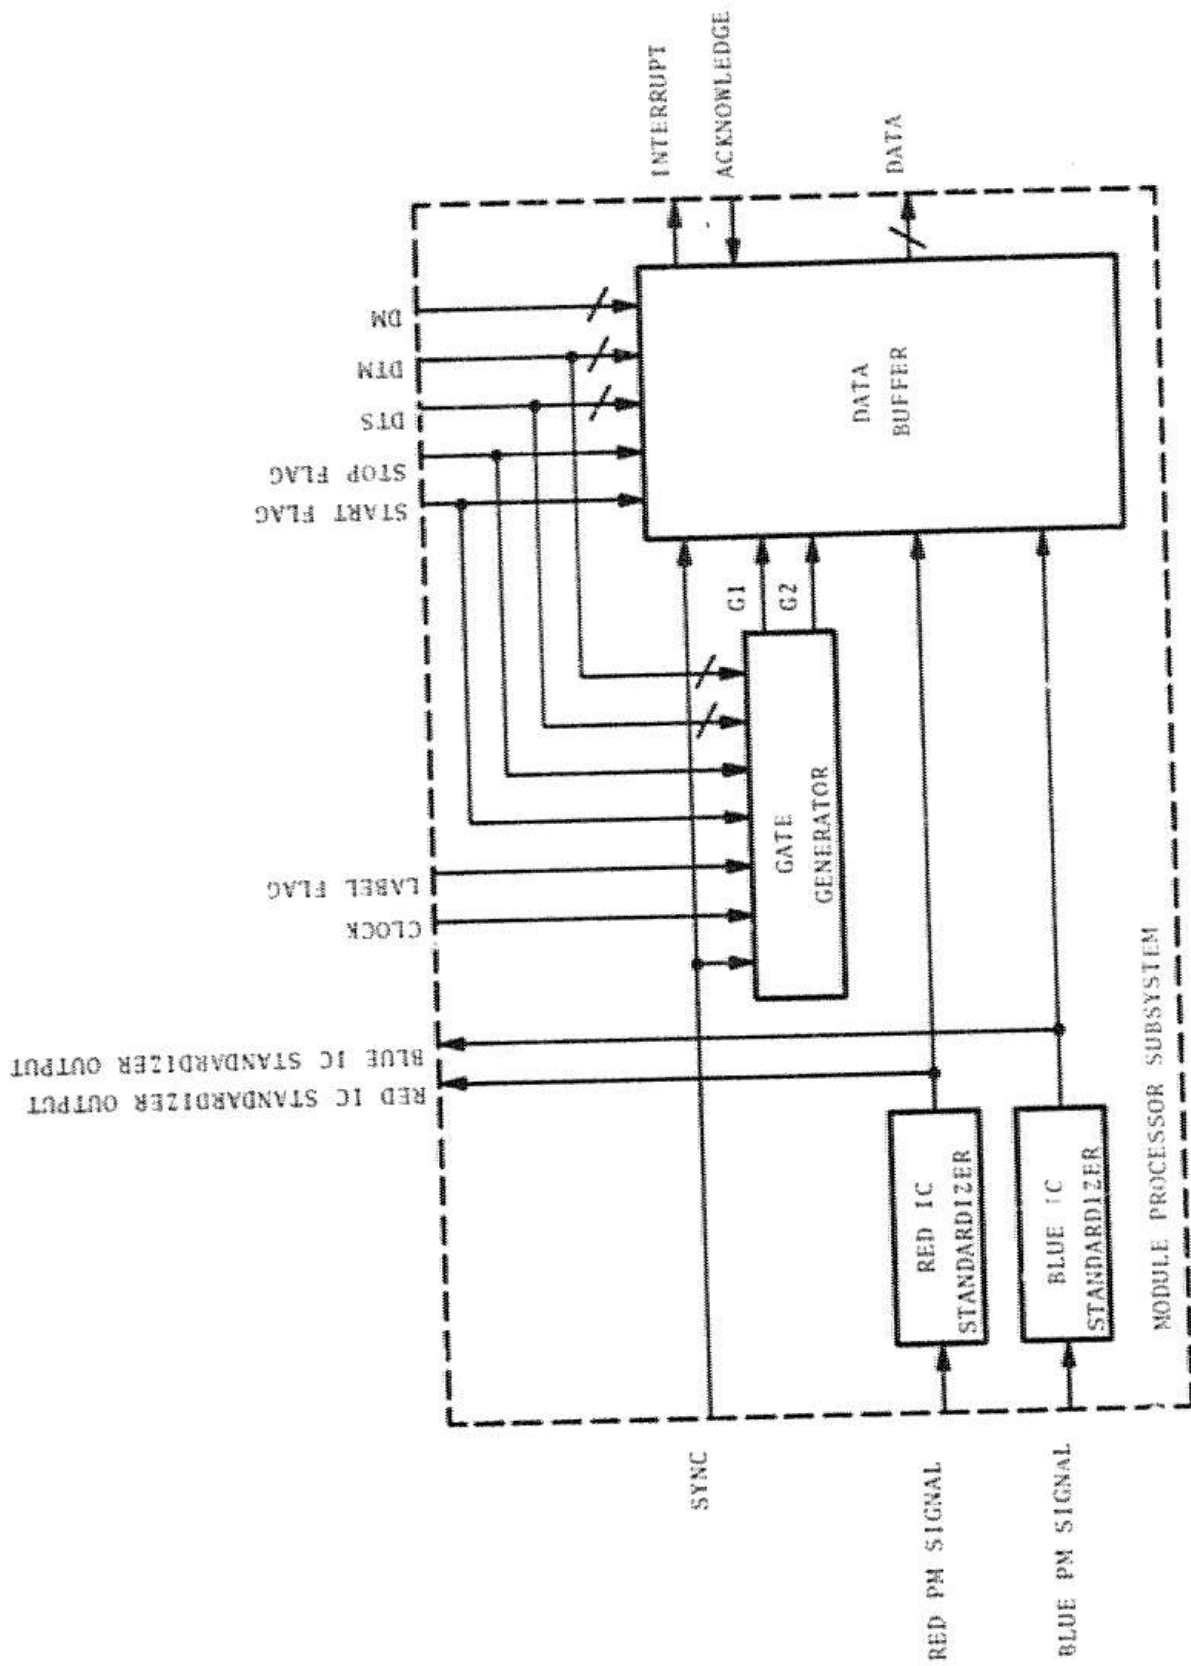 BLUE IC STANDARDIZER OUTPUT
RED IC STANDARDIZER OUTPUT
CLOCK
LABEL FLAG
START FLAG
STOP FLAG
DTS
DTM
DM
INTERRUPT
ACKNOWLEDGE
DATA
SYNC
RED PM SIGNAL
BLUE PM SIGNAL
G1
G2
GATE
GENERATOR
DATA
BUFFER
RED IC
STANDARDIZER
BLUE IC
STANDARDIZER
MODULE PROCESSOR SUBSYSTEM